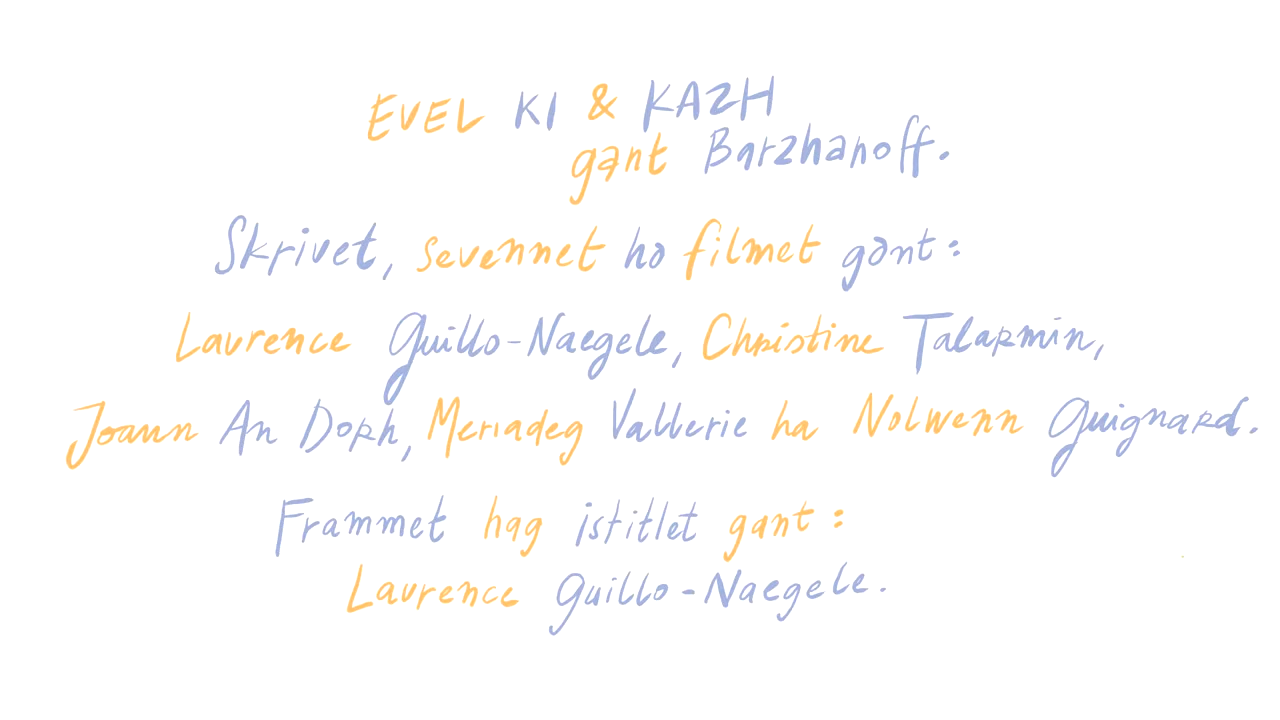 EVEL KI & KAZH
gant Barzhanoff.
Skrivet, sevennet ha filmet gant :
Laurence Guillo-Naegele, Christine Talarmin,
Joann An Dorh, Meriadeg Vallerie ha Nolwenn Guignard.
Frammet hag istitlet gant :
Laurence Guillo-Naegele.